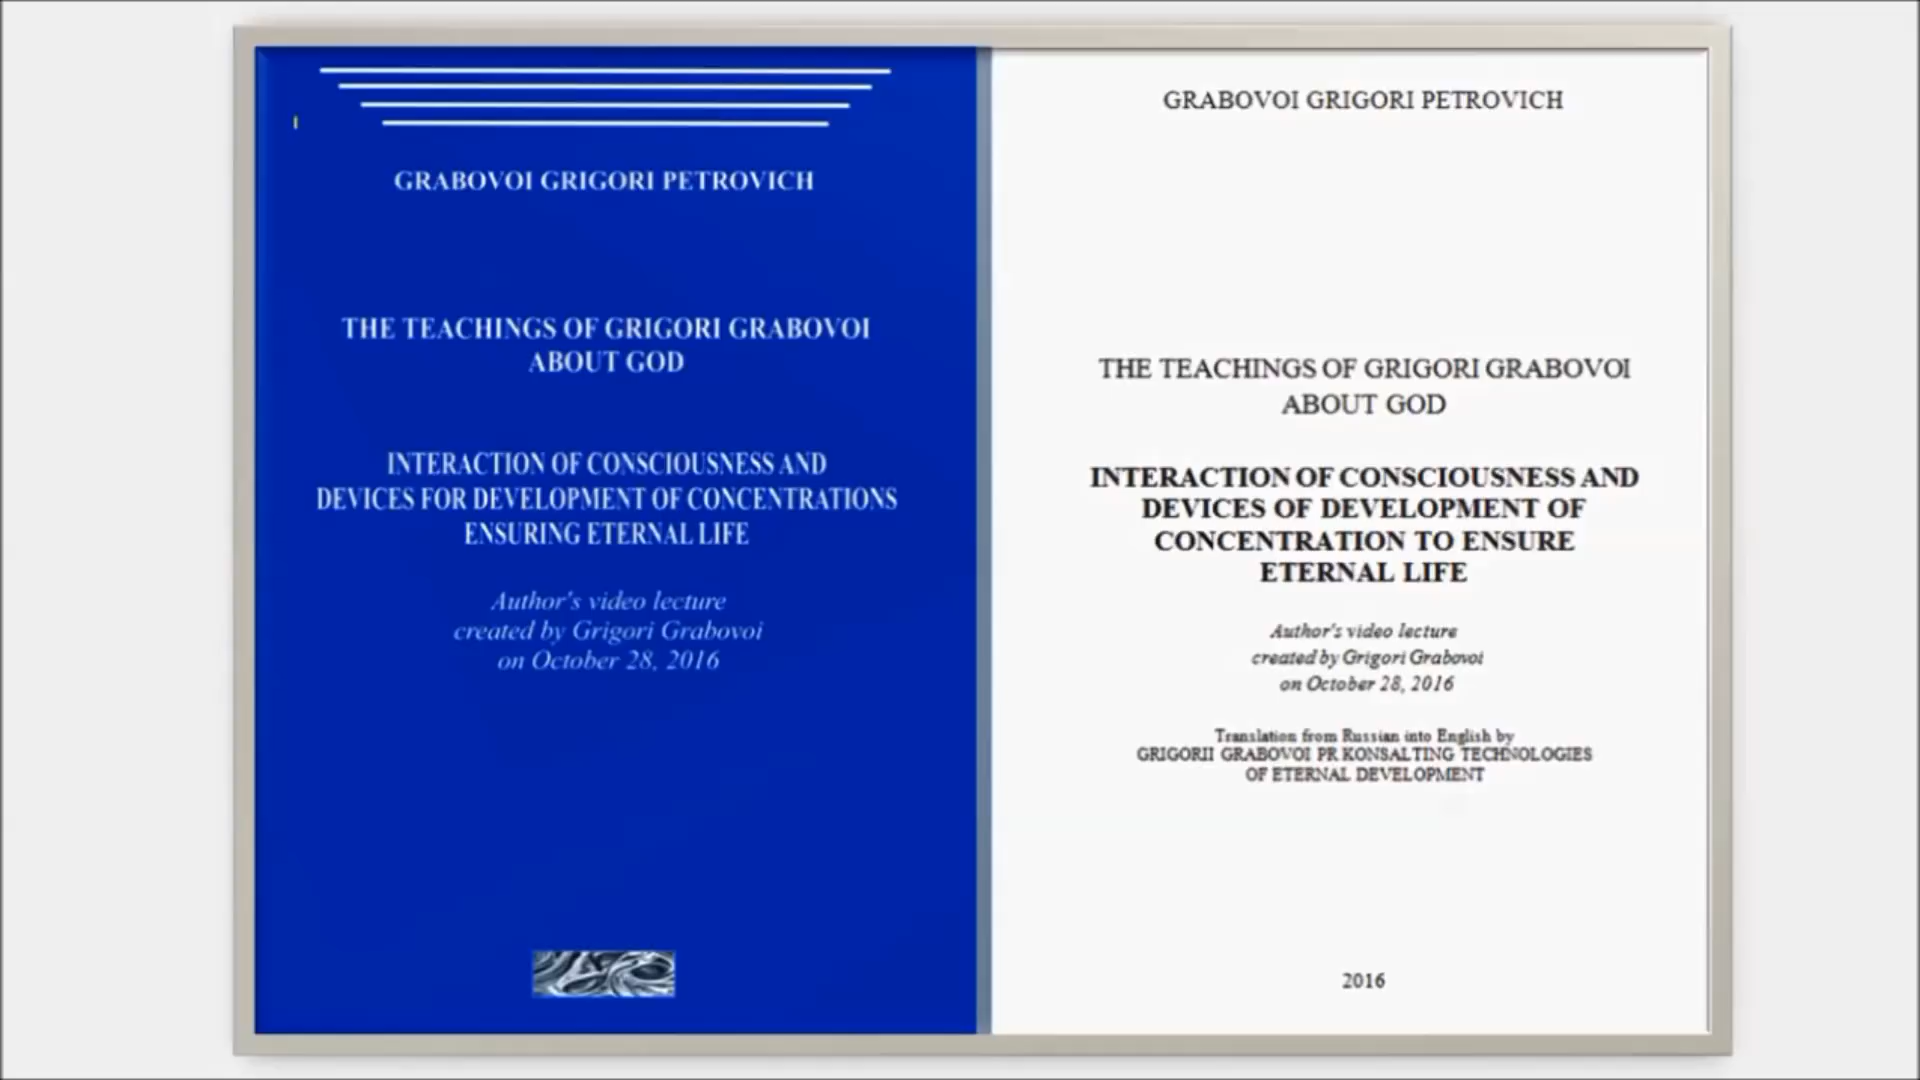 GRABOVOI GRIGORI PETROVICH
THE TEACHINGS OF GRIGORI GRABOVOI
ABOUT GOD
INTERACTION OF CONSCIOUSNESS AND
DEVICES FOR DEVELOPMENT OF CONCENTRATIONS
ENSURING ETERNAL LIFE
Author's video lecture
created by Grigori Grabovoi
on October 28, 2016
GRABOVOI GRIGORI PETROVICH
THE TEACHINGS OF GRIGORI GRABOVOI
ABOUT GOD
INTERACTION OF CONSCIOUSNESS AND
DEVICES OF DEVELOPMENT OF
CONCENTRATION TO ENSURE
ETERNAL LIFE
Author's video lecture
created by Grigori Grabovoi
on October 28, 2016
Translation from Russian into English by
GRIGORII GRABOVOI PR KONSALTING TECHNOLOGIES
OF ETERNAL DEVELOPMENT
2016